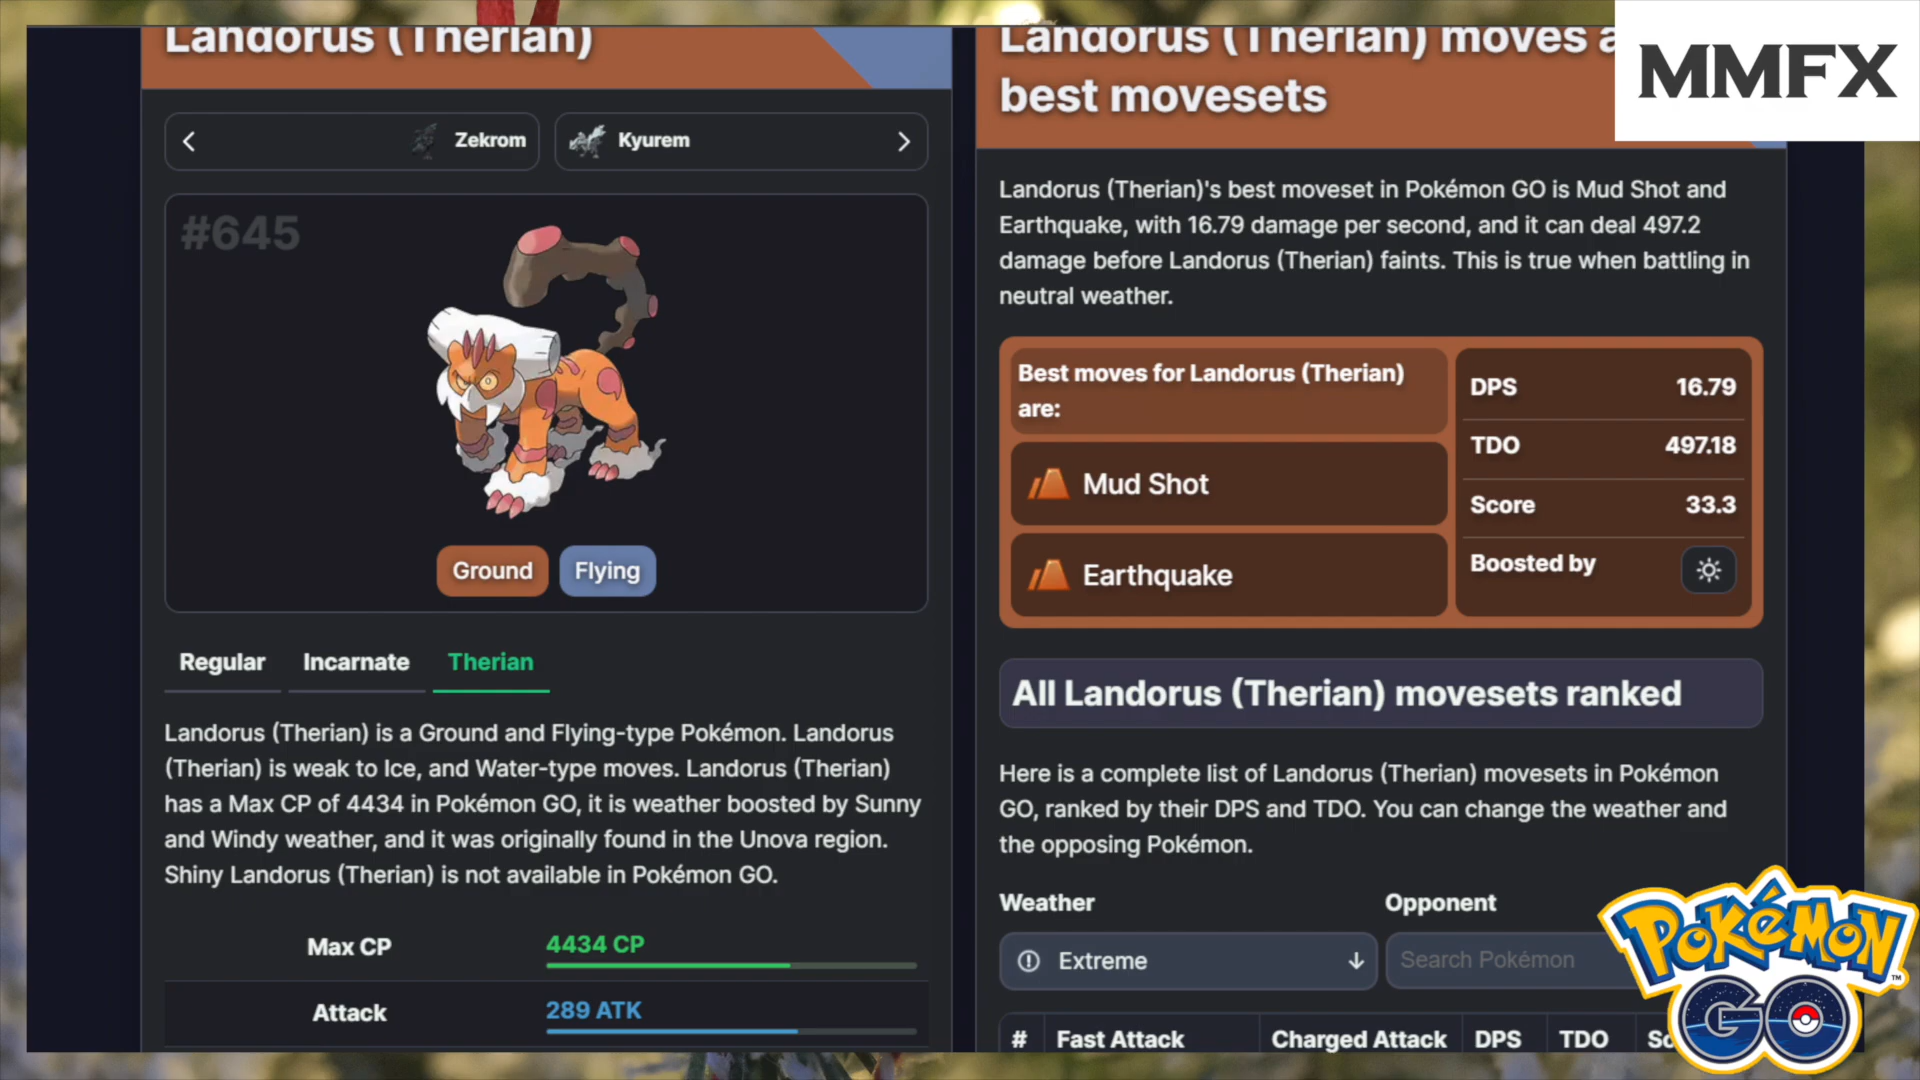 Landorus (Therian)
Zekrom
Kyurem
#645
Ground
Flying
Regular
Incarnate
Therian
Landorus (Therian) is a Ground and Flying-type Pokémon. Landorus
(Therian) is weak to Ice, and Water-type moves. Landorus (Therian)
has a Max CP of 4434 in Pokémon GO, it is weather boosted by Sunny
and Windy weather, and it was originally found in the Unova region.
Shiny Landorus (Therian) is not available in Pokémon GO.
Max CP
4434 CP
Attack
289 ATK
Landorus (Therian) moves a
best movesets
MMFX
Landorus (Therian)'s best moveset in Pokémon GO is Mud Shot and
Earthquake, with 16.79 damage per second, and it can deal 497.2
damage before Landorus (Therian) faints. This is true when battling in
neutral weather.
Best moves for Landorus (Therian)
are:
Mud Shot
Earthquake
DPS 16.79
TDO 497.18
Score 33.3
Boosted by
All Landorus (Therian) movesets ranked
Here is a complete list of Landorus (Therian) movesets in Pokémon
GO, ranked by their DPS and TDO. You can change the weather and
the opposing Pokémon.
Weather
Opponent
Extreme
Search Pokémon
# Fast Attack Charged Attack DPS TDO Sc
POKÉMON
GO
TM